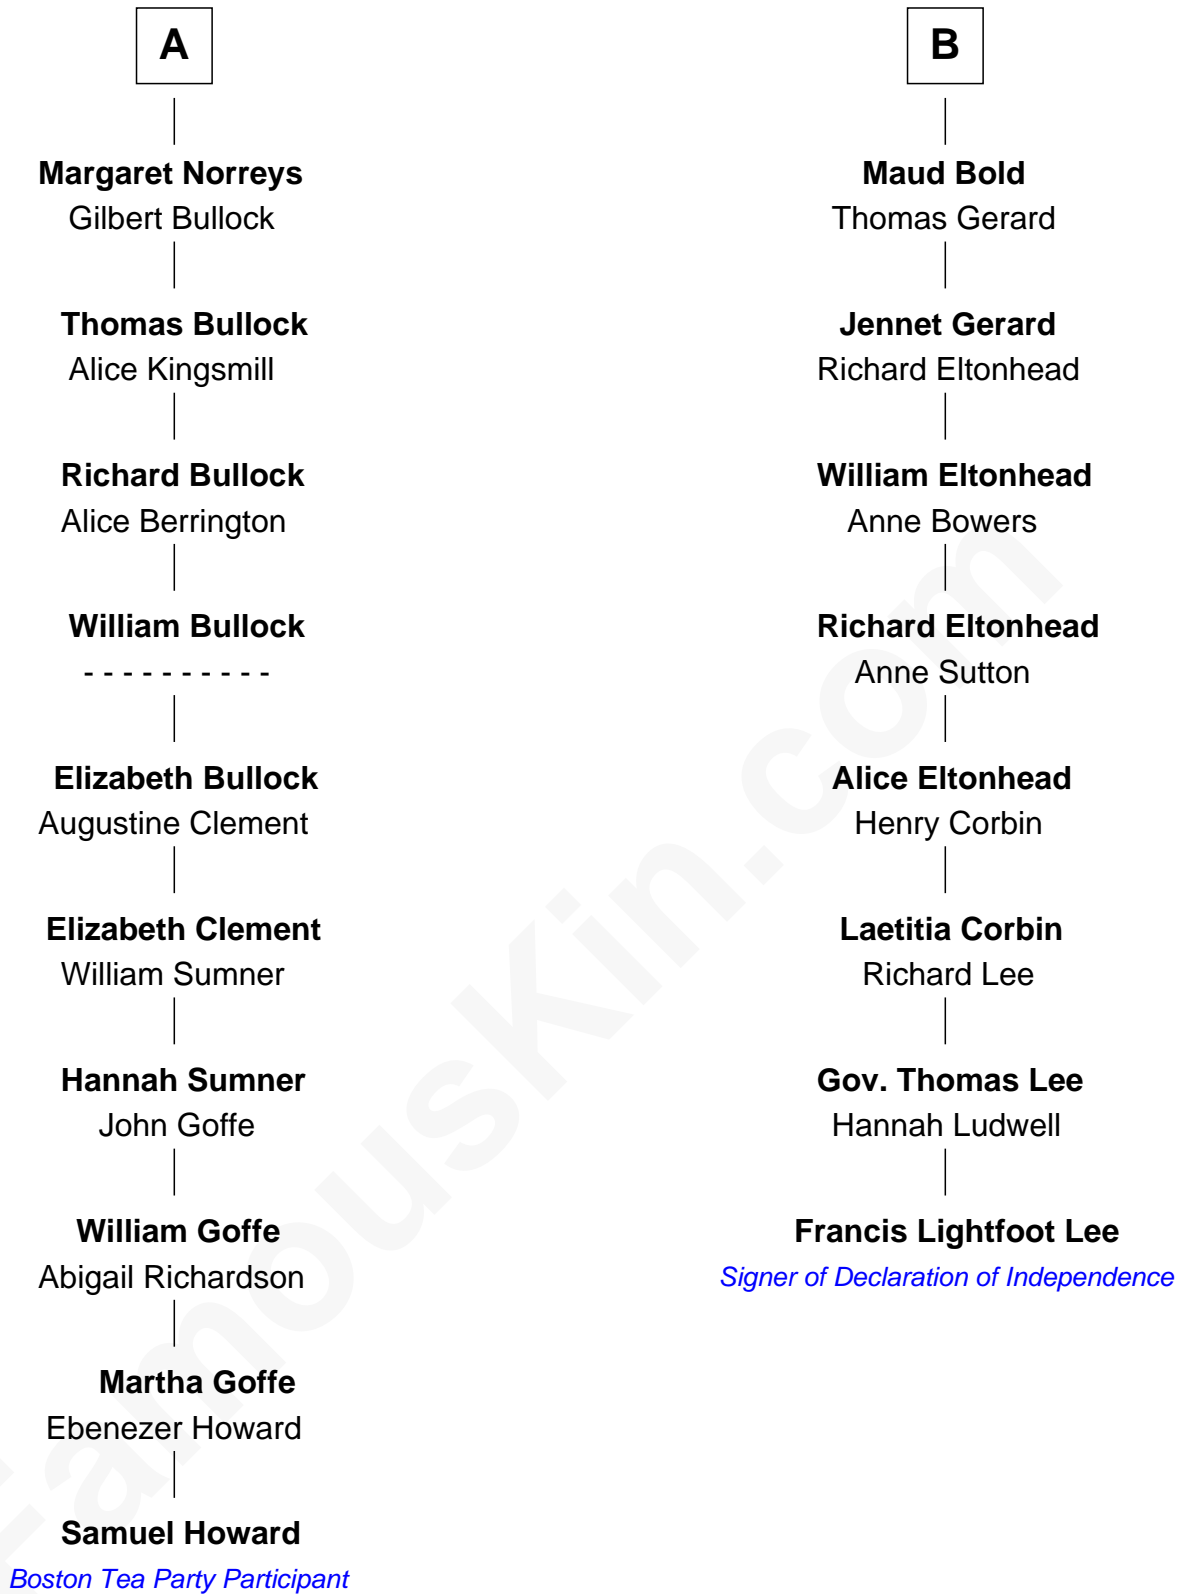 A
Margaret Norreys
Gilbert Bullock
Thomas Bullock
Alice Kingsmill
Richard Bullock
Alice Berrington
William Bullock
- - - - - - - - - -
Elizabeth Bullock
Augustine Clement
Elizabeth Clement
William Sumner
Hannah Sumner
John Goffe
William Goffe
Abigail Richardson
Martha Goffe
Ebenezer Howard
Samuel Howard
Boston Tea Party Participant
B
Maud Bold
Thomas Gerard
Jennet Gerard
Richard Eltonhead
William Eltonhead
Anne Bowers
Richard Eltonhead
Anne Sutton
Alice Eltonhead
Henry Corbin
Laetitia Corbin
Richard Lee
Gov. Thomas Lee
Hannah Ludwell
Francis Lightfoot Lee
Signer of Declaration of Independence
FamousKin.com